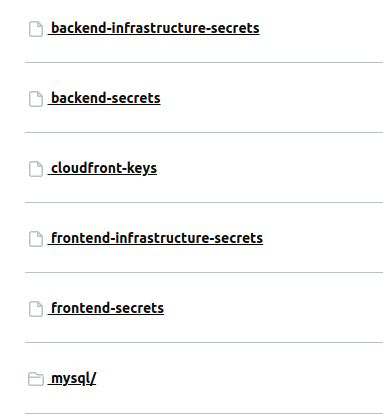 backend-infrastructure-secrets
backend-secrets
cloudfront-keys
frontend-infrastructure-secrets
frontend-secrets
mysql/